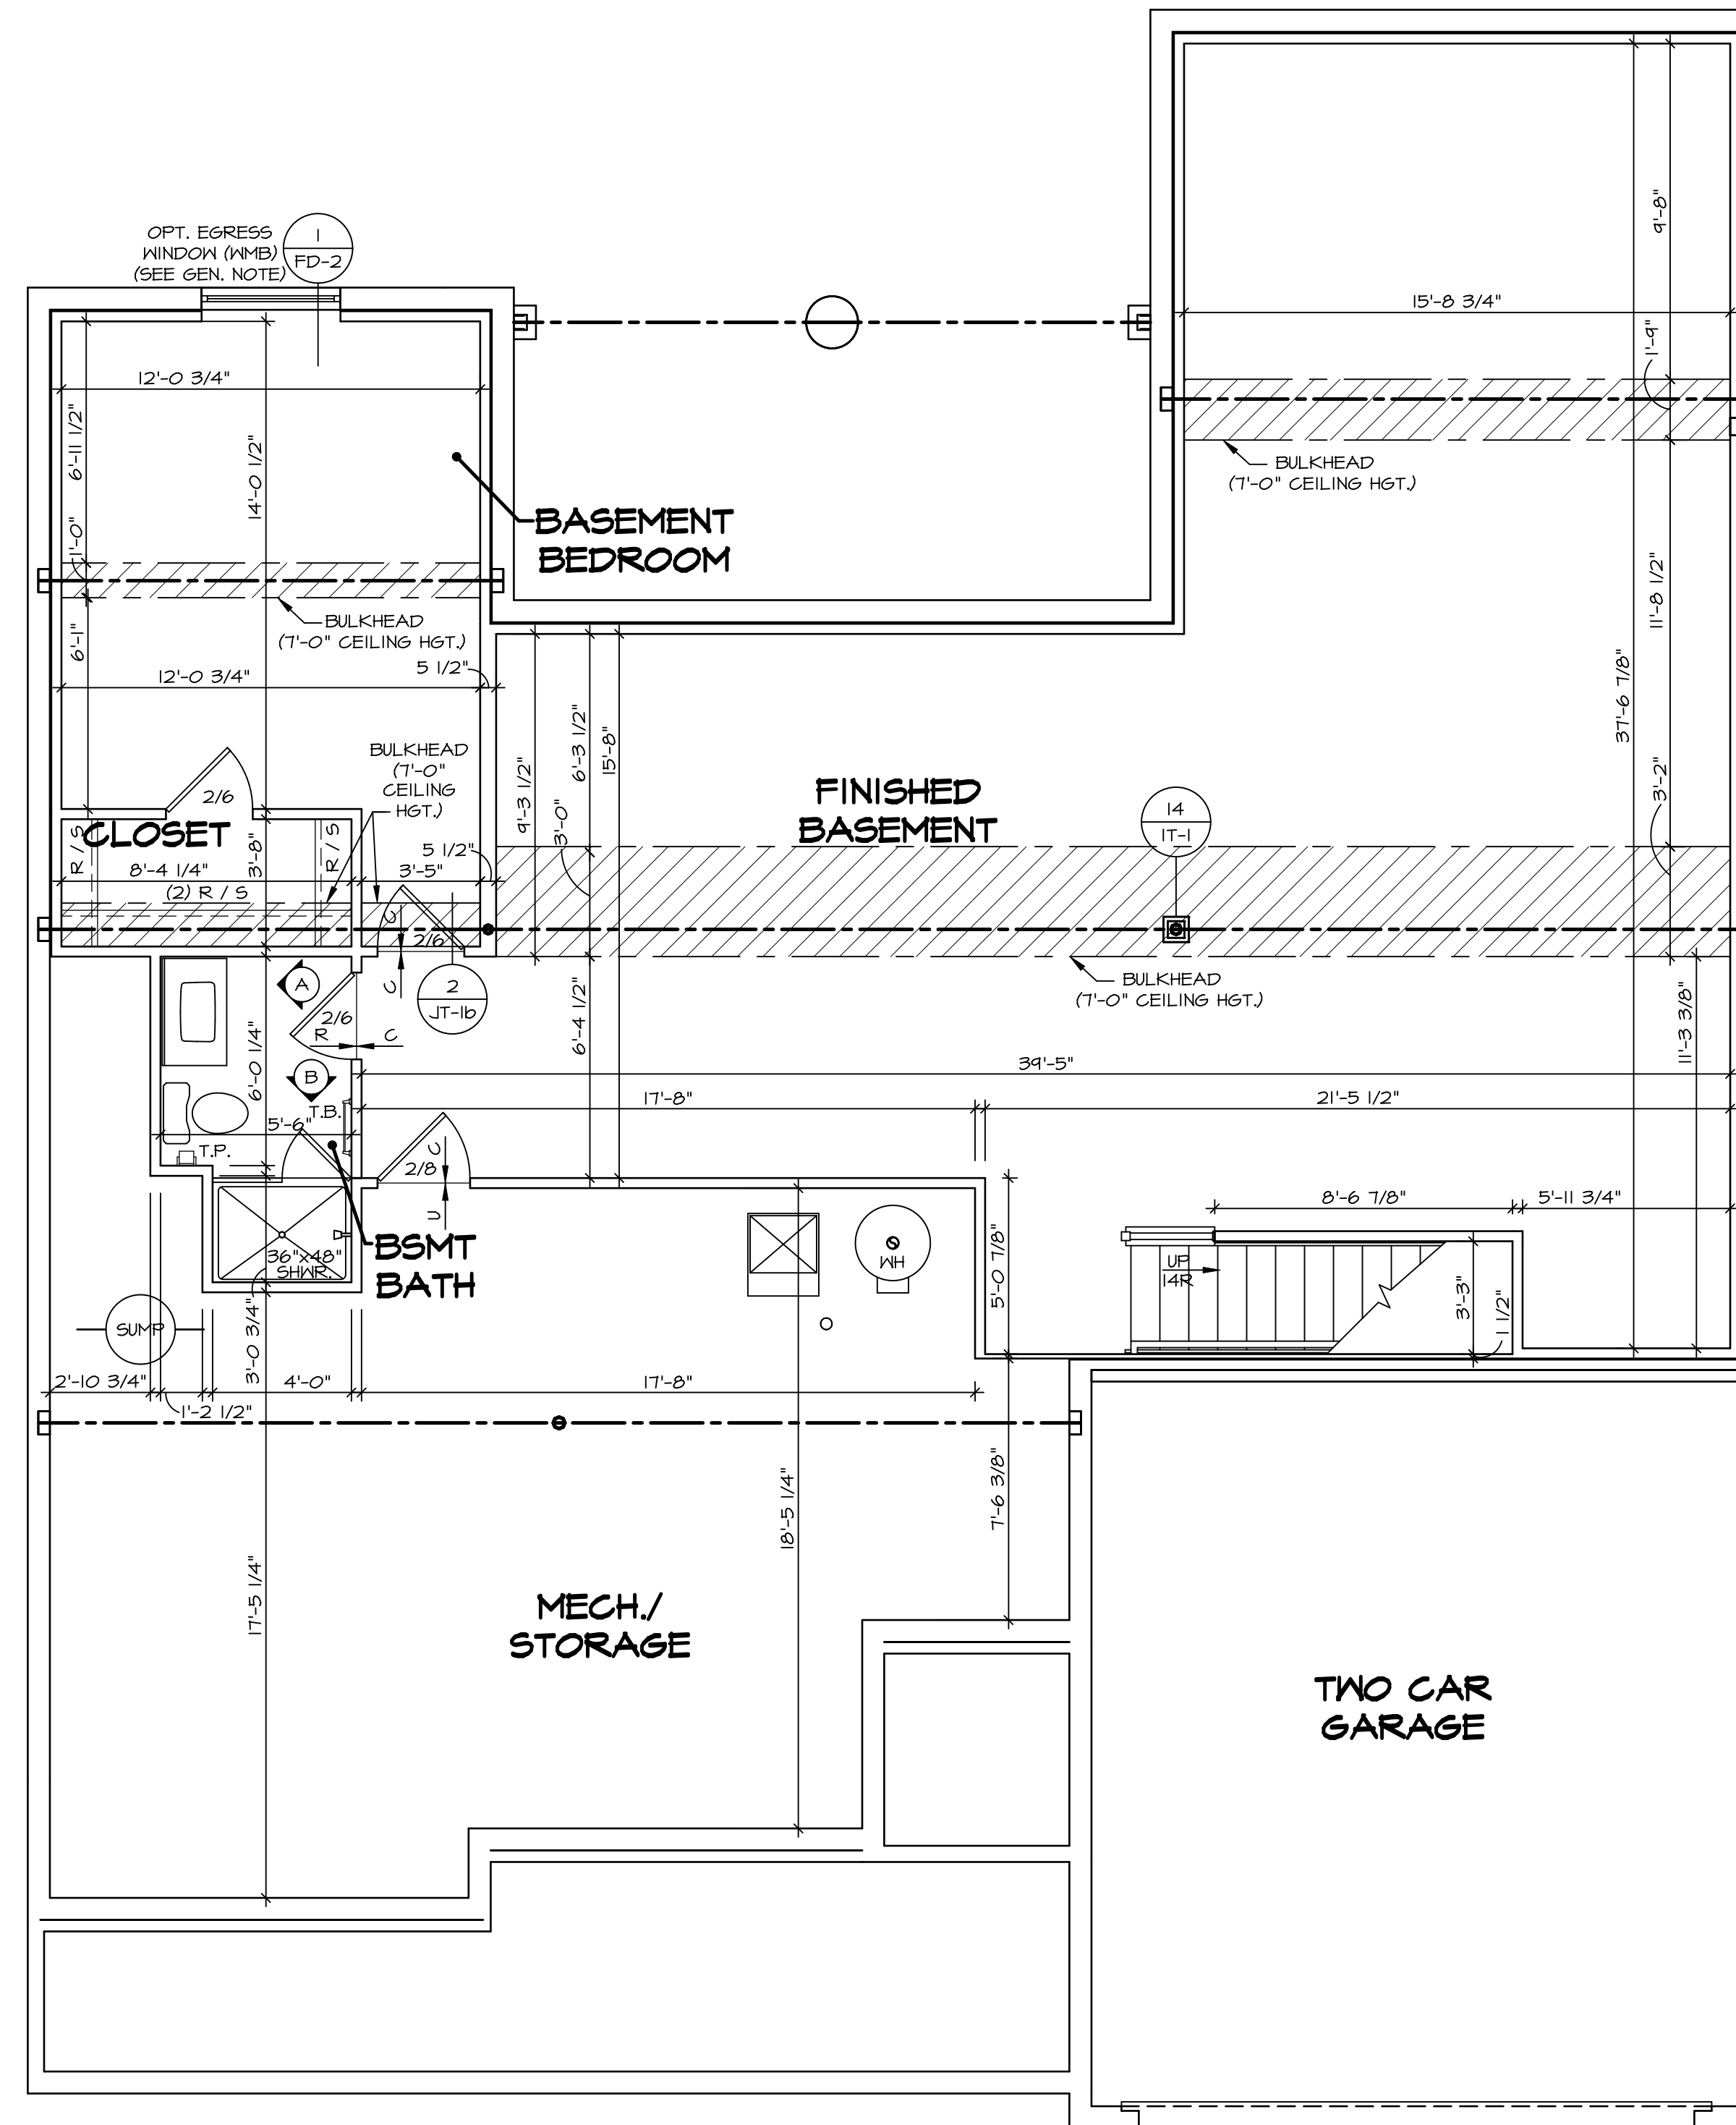 OPT. EGRESS
WINDOW (WMB)
(SEE GEN. NOTE)
1
FD-2
9'-8"
15'-8 3/4"
1'-9"
12'-0 3/4"
6'-11 1/2"
14'-0 1/2"
BULKHEAD
(7'-0" CEILING HGT.)
BASEMENT
BEDROOM
1'-0"
11'-8 1/2"
BULKHEAD
(7'-0" CEILING HGT.)
6'-1"
12'-0 3/4"
5 1/2"
37'-6 7/8"
6'-3 1/2"
15'-8"
9'-3 1/2"
3'-0"
BULKHEAD
(7'-0"
CEILING
HGT.)
2/6
FINISHED
BASEMENT
14
IT-1
3'-2"
CLOSET
R / S
R / S
3'-8"
8'-4 1/4"
(2) R / S
5 1/2"
3'-5"
C
2/6
C
2
JT-1b
A
2/6
R
C
BULKHEAD
(7'-0" CEILING HGT.)
6'-4 1/2"
11'-3 3/8"
6'-0 1/4"
39'-5"
B
17'-8"
21'-5 1/2"
T.B.
5'-6"
T.P.
2/8
C
U
8'-6 7/8"
5'-11 3/4"
BSMT
BATH
36"x48"
SHWR.
S
WH
5'-0 7/8"
UP
14R
3'-3"
1 1/2"
SUMP
3'-0 3/4"
2'-10 3/4"
4'-0"
17'-8"
1'-2 1/2"
18'-5 1/4"
7'-6 3/8"
17'-5 1/4"
MECH./
STORAGE
TWO CAR
GARAGE